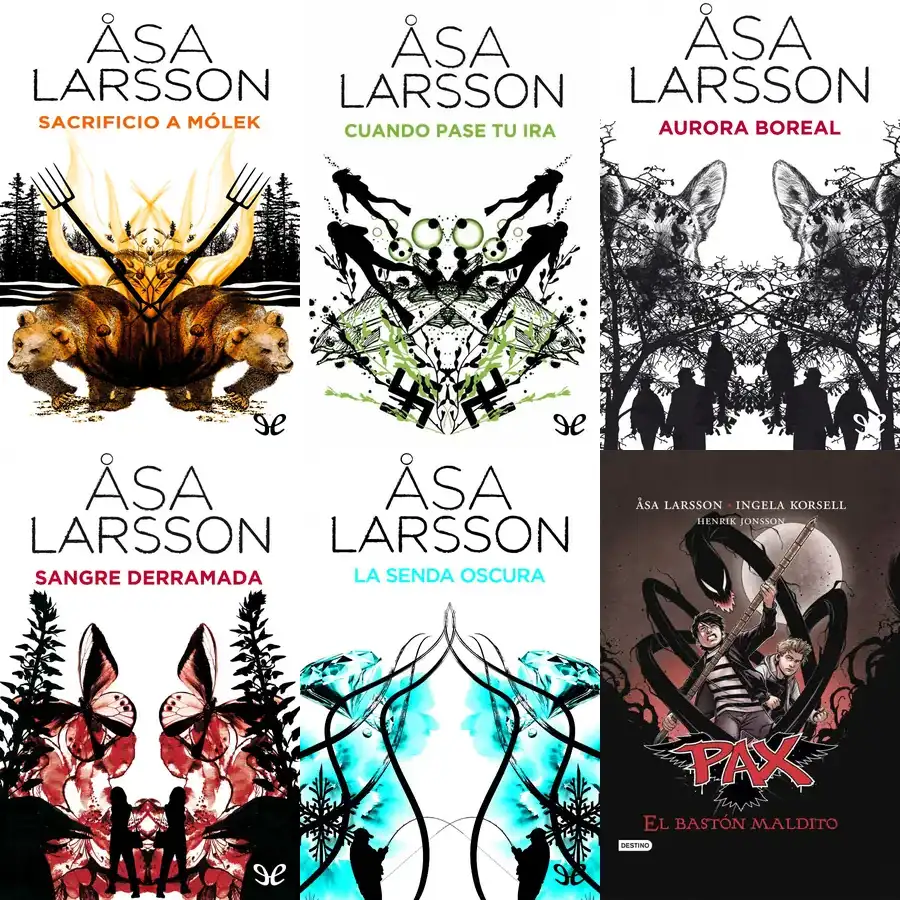 ÅSA
LARSSON
SACRIFICIO A MÓLEK
ÅSA
LARSSON
CUANDO PASE TU IRA
ÅSA
LARSSON
AURORA BOREAL
ÅSA
LARSSON
SANGRE DERRAMADA
ÅSA
LARSSON
LA SENDA OSCURA
ÅSA LARSSON · INGELA KORSELL
HENRIK JONSSON
PAX
EL BASTÓN MALDITO
DESTINO